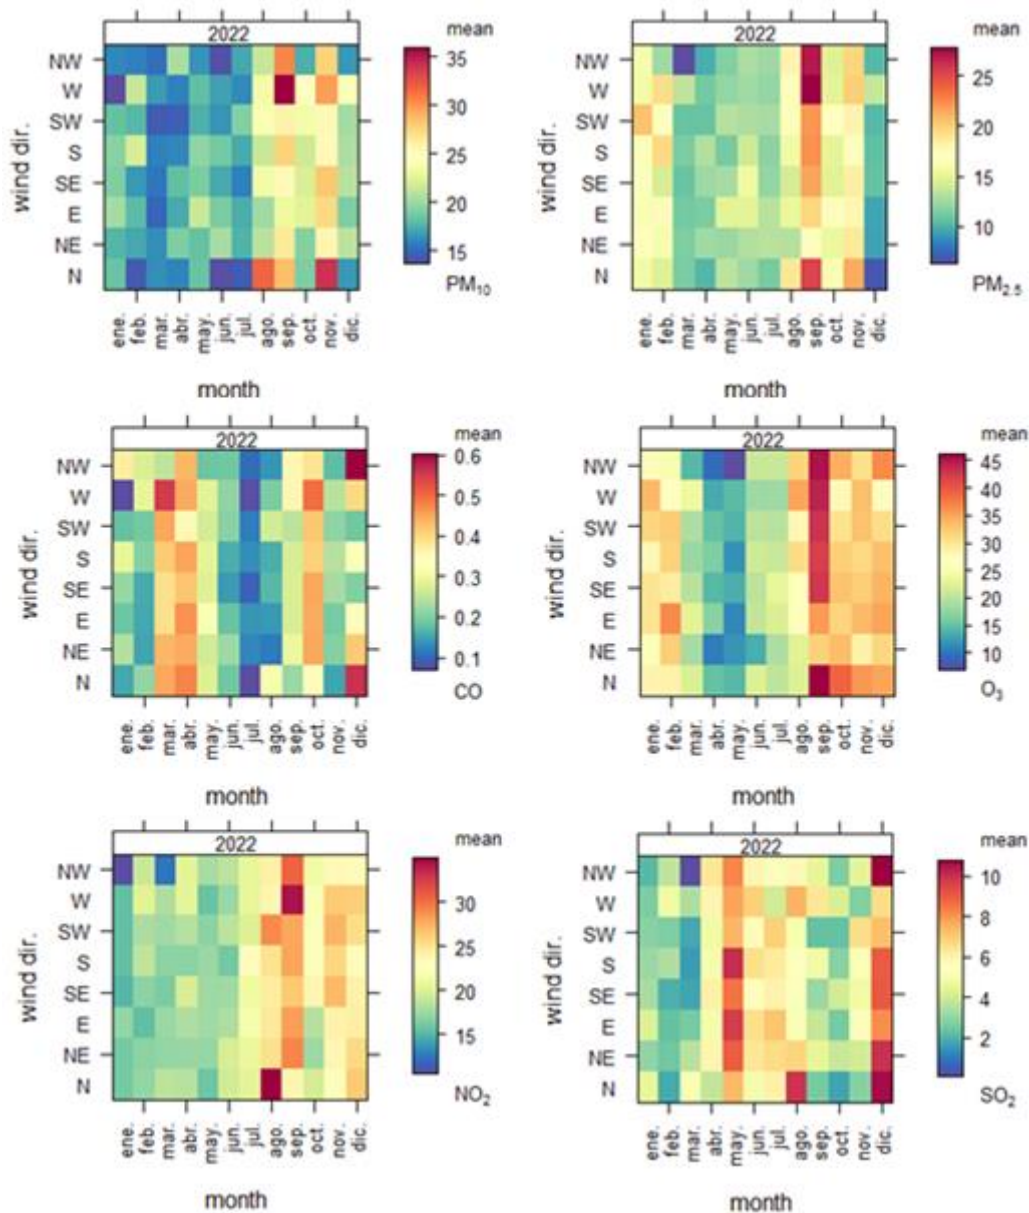 2022
mean
NW
W
SW
S
SE
E
NE
N
wind dir.
35
30
25
20
15
PM10
ene.
feb.
mar.
abr.
may.
jun.
jul.
ago.
sep.
oct.
nov.
dic.
month
2022
mean
NW
W
SW
S
SE
E
NE
N
wind dir.
25
20
15
10
PM2.5
ene.
feb.
mar.
abr.
may.
jun.
jul.
ago.
sep.
oct.
nov.
dic.
month
2022
mean
NW
W
SW
S
SE
E
NE
N
wind dir.
0.6
0.5
0.4
0.3
0.2
0.1
CO
ene.
feb.
mar.
abr.
may.
jun.
jul.
ago.
sep.
oct.
nov.
dic.
month
2022
mean
NW
W
SW
S
SE
E
NE
N
wind dir.
45
40
35
30
25
20
15
10
O3
ene.
feb.
mar.
abr.
may.
jun.
jul.
ago.
sep.
oct.
nov.
dic.
month
2022
mean
NW
W
SW
S
SE
E
NE
N
wind dir.
30
25
20
15
NO2
ene.
feb.
mar.
abr.
may.
jun.
jul.
ago.
sep.
oct.
nov.
dic.
month
2022
mean
NW
W
SW
S
SE
E
NE
N
wind dir.
10
8
6
4
2
SO2
ene.
feb.
mar.
abr.
may.
jun.
jul.
ago.
sep.
oct.
nov.
dic.
month